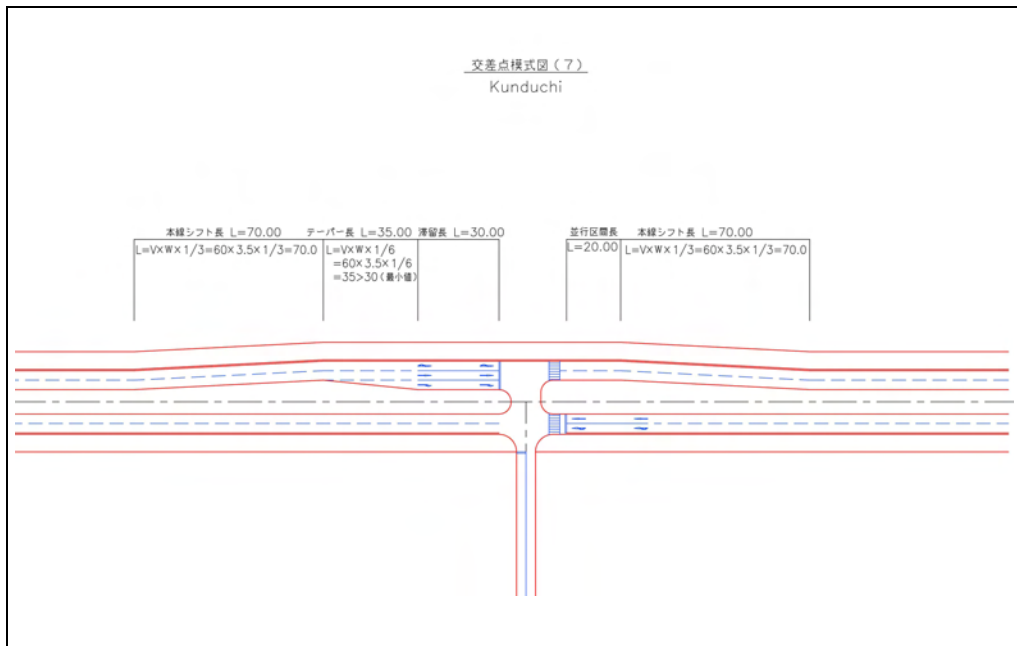 交差点模式図(7)
Kunduchi
本線シフト長 L=70.00
テーパー長 L=35.00
滞留長 L=30.00
並行区間長
本線シフト長 L=70.00
L=V×W×1/3=60×3.5×1/3=70.0
L=V×W×1/6
=60×3.5×1/6
=35>30(最小値)
L=20.00
L=V×W×1/3=60×3.5×1/3=70.0